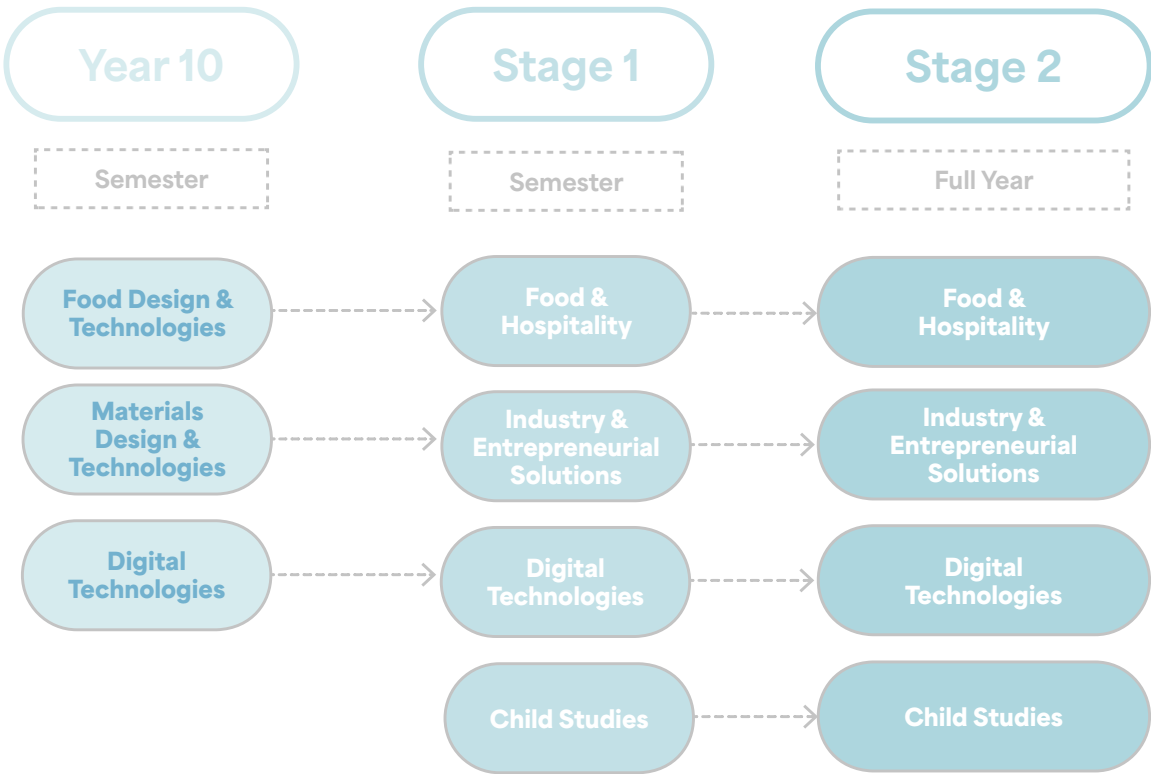 Year 10
Stage 1
Stage 2
Semester
Semester
Full Year
Food Design &
Technologies
Food &
Hospitality
Food &
Hospitality
Materials
Design &
Technologies
Industry &
Entrepreneurial
Solutions
Industry &
Entrepreneurial
Solutions
Digital
Technologies
Digital
Technologies
Digital
Technologies
Child Studies
Child Studies